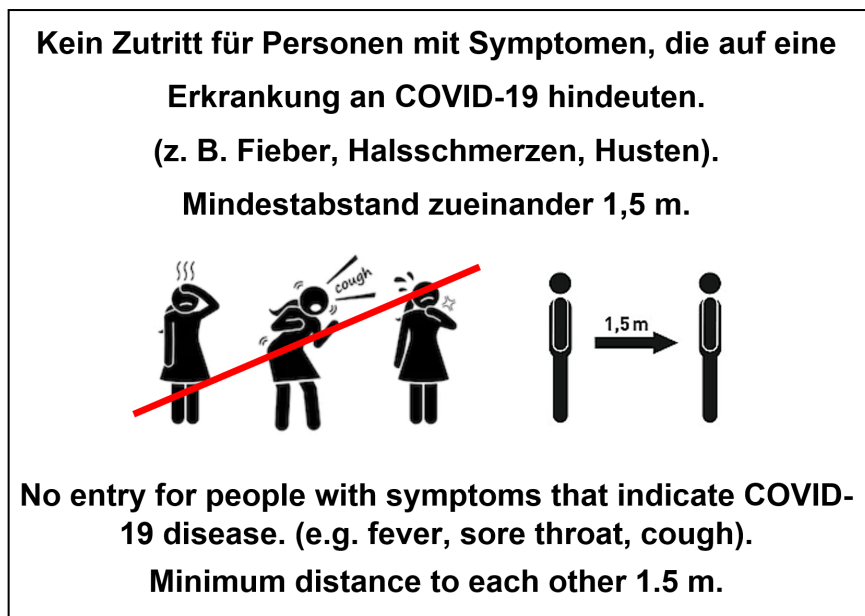 Kein Zutritt für Personen mit Symptomen, die auf eine
Erkrankung an COVID-19 hindeuten.
(z. B. Fieber, Halsschmerzen, Husten).
Mindestabstand zueinander 1,5 m.
cough
1,5 m
No entry for people with symptoms that indicate COVID-
19 disease. (e.g. fever, sore throat, cough).
Minimum distance to each other 1.5 m.